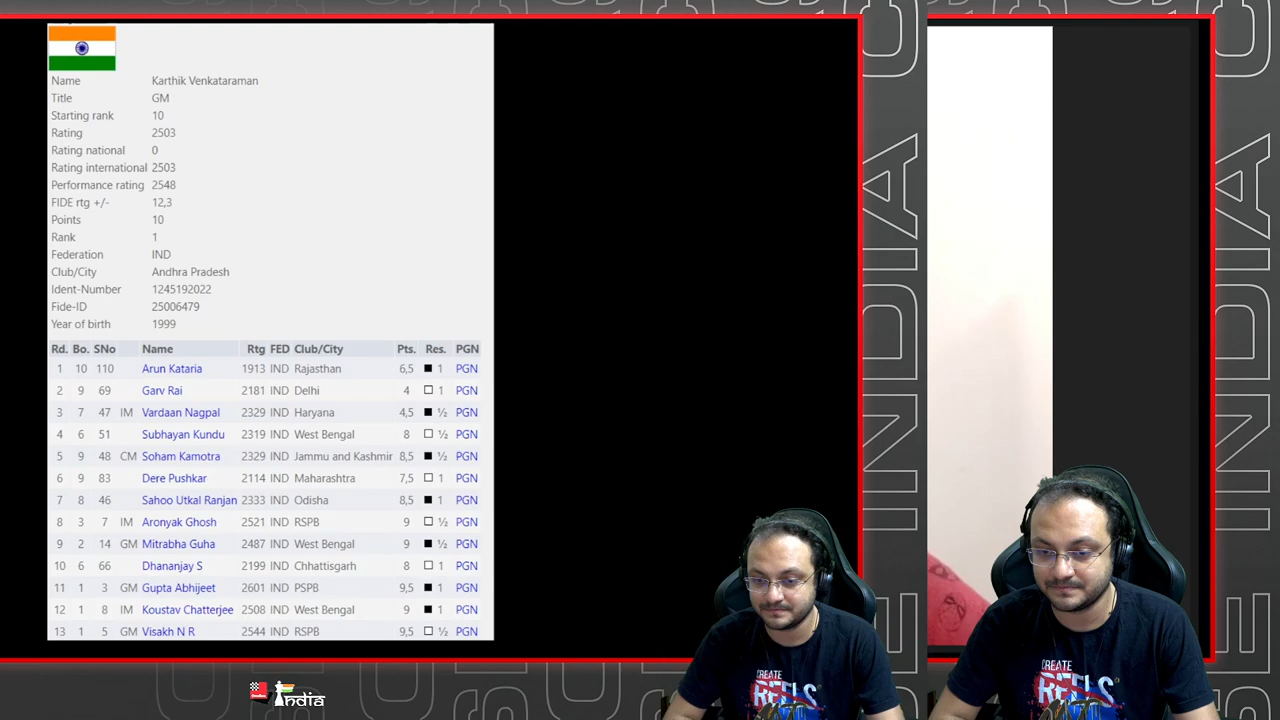 Name Karthik Venkataraman
Title GM
Starting rank 10
Rating 2503
Rating national 0
Rating international 2503
Performance rating 2548
FIDE rtg +/- 12,3
Points 10
Rank 1
Federation IND
Club/City Andhra Pradesh
Ident-Number 1245192022
Fide-ID 25006479
Year of birth 1999
Rd. Bo. SNo Name Rtg FED Club/City Pts. Res. PGN
1 10 110 Arun Kataria 1913 IND Rajasthan 6,5 1 PGN
2 9 69 Garv Rai 2181 IND Delhi 4 1 PGN
3 7 47 IM Vardaan Nagpal 2329 IND Haryana 4,5 ½ PGN
4 6 51 Subhayan Kundu 2319 IND West Bengal 8 ½ PGN
5 9 48 CM Soham Kamotra 2329 IND Jammu and Kashmir 8,5 ½ PGN
6 9 83 Dere Pushkar 2114 IND Maharashtra 7,5 1 PGN
7 8 46 Sahoo Utkal Ranjan 2333 IND Odisha 8,5 1 PGN
8 3 7 IM Aronyak Ghosh 2521 IND RSPB 9 ½ PGN
9 2 14 GM Mitrabha Guha 2487 IND West Bengal 9 ½ PGN
10 6 66 Dhananjay S 2199 IND Chhattisgarh 8 1 PGN
11 1 3 GM Gupta Abhijeet 2601 IND PSPB 9,5 1 PGN
12 1 8 IM Koustav Chatterjee 2508 IND West Bengal 9 1 PGN
13 1 5 GM Visakh N R 2544 IND RSPB 9,5 ½ PGN
INDIA
INDIA
CREATE
REELS
CREATE
REELS
India